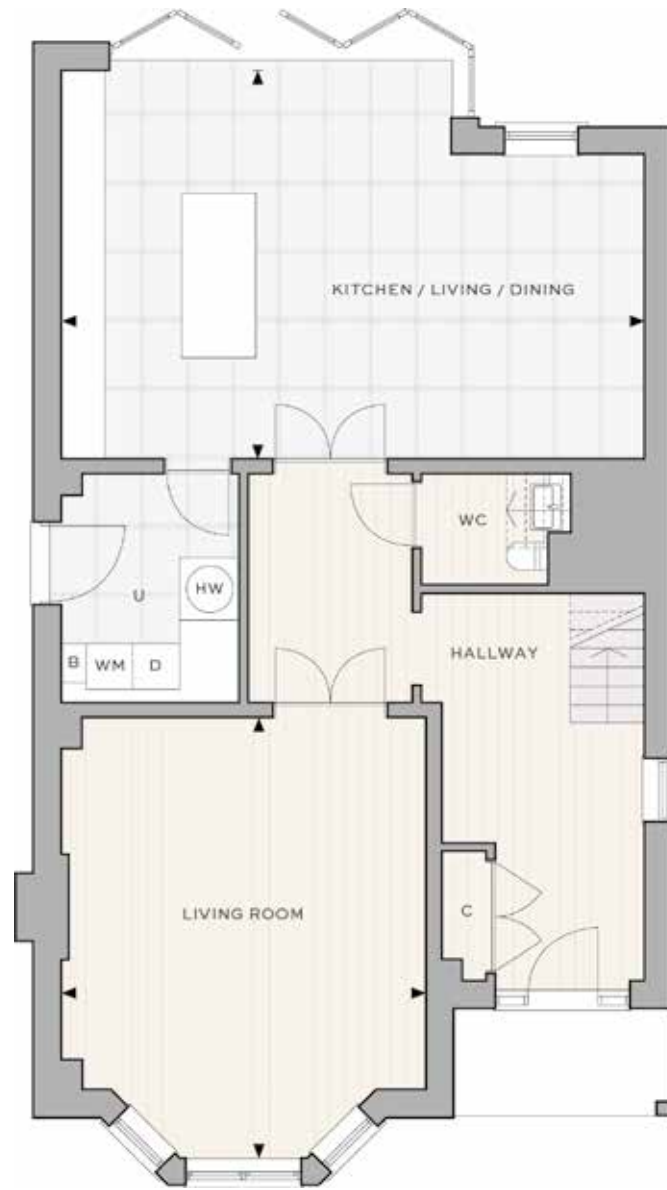 KITCHEN / LIVING / DINING
WC
HW
U
B WM D
HALLWAY
LIVING ROOM
C